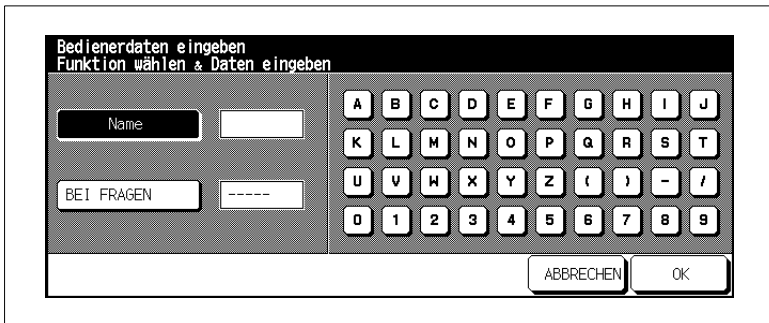 Bedienerdaten eingeben
Funktion wählen & Daten eingeben
Name
A B C D E F G H I J
K L M N O P Q R S T
BEI FRAGEN
-----
U V W X Y Z ( ) - /
0 1 2 3 4 5 6 7 8 9
ABBRECHEN
OK